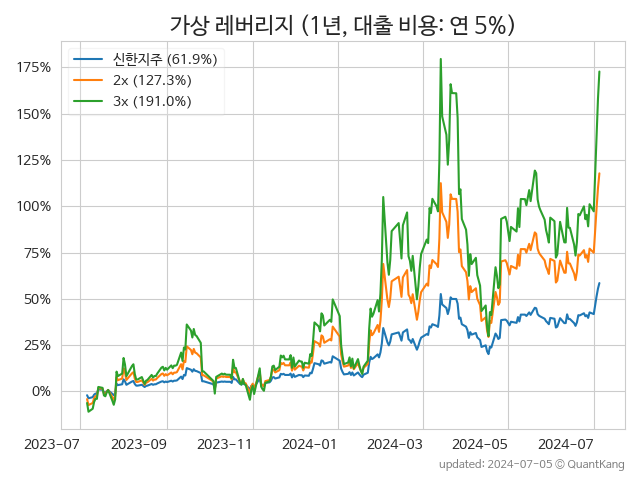 가상 레버리지 (1년, 대출 비용: 연 5%)
신한지주 (61.9%)
2x (127.3%)
3x (191.0%)
175%
150%
125%
100%
75%
50%
25%
0%
2023-07 2023-09 2023-11 2024-01 2024-03 2024-05 2024-07
updated: 2024-07-05 © QuantKang